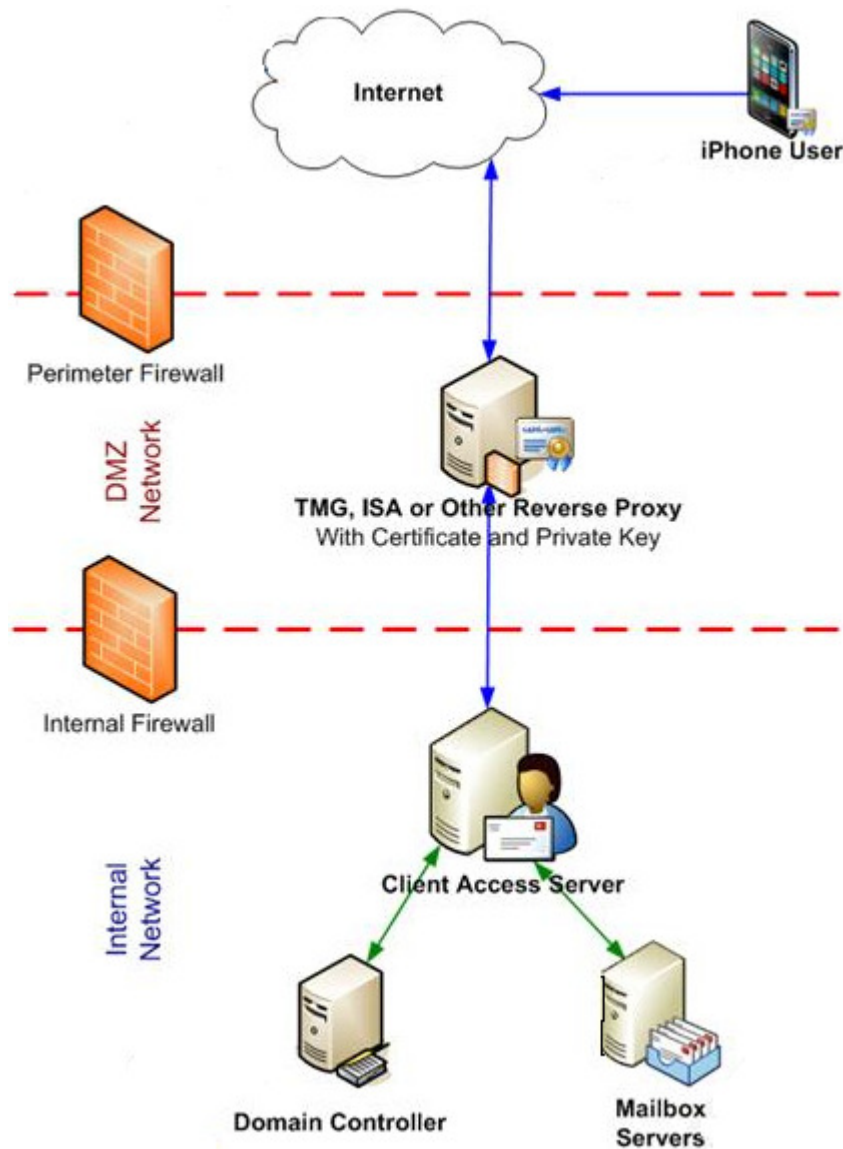 Internet
iPhone User
Perimeter Firewall
DMZ
Network
TMG, ISA or Other Reverse Proxy
With Certificate and Private Key
Internal Firewall
Client Access Server
Internal
Network
Domain Controller
Mailbox
Servers